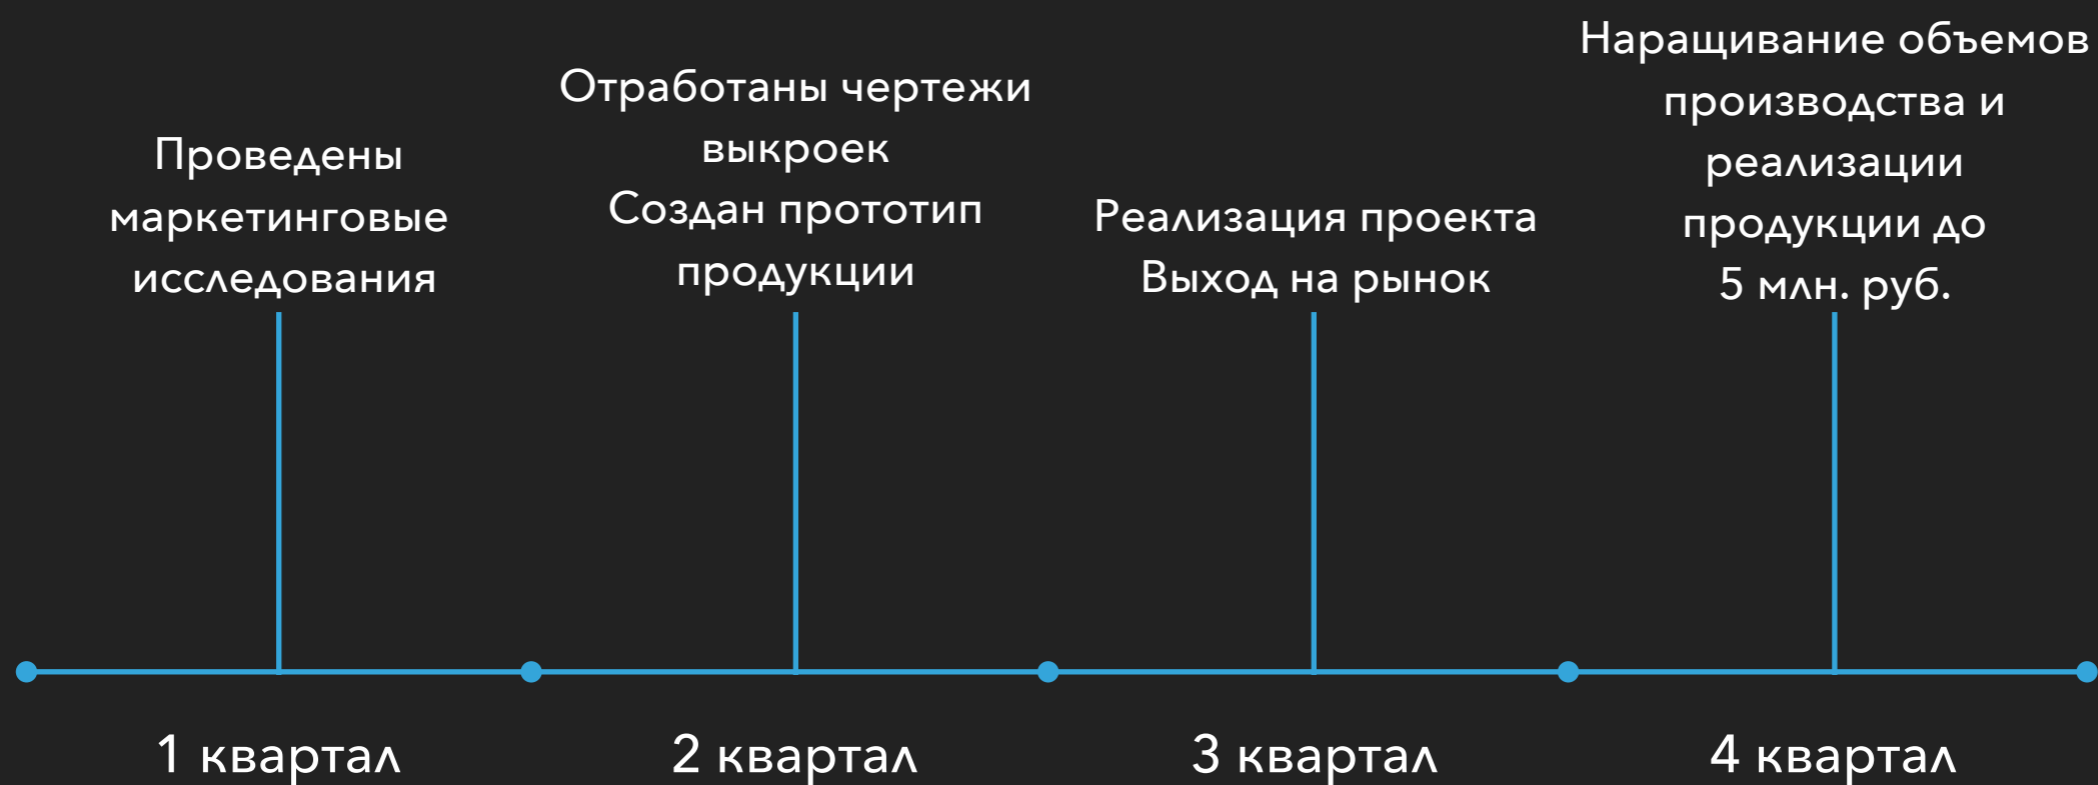 Проведены
маркетинговые
исследования
Отработаны чертежи
выкроек
Создан прототип
продукции
Реализация проекта
Выход на рынок
Наращивание объемов
производства и
реализации
продукции до
5 млн. руб.
1 квартал
2 квартал
3 квартал
4 квартал